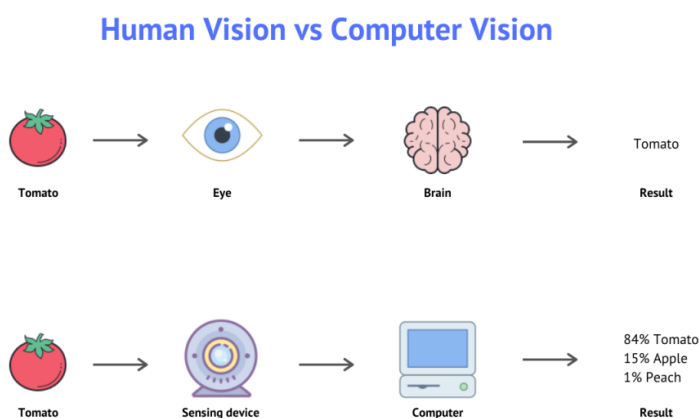 Human Vision vs Computer Vision
Tomato
Tomato Eye Brain Result
84% Tomato
15% Apple
1% Peach
Tomato Sensing device Computer Result